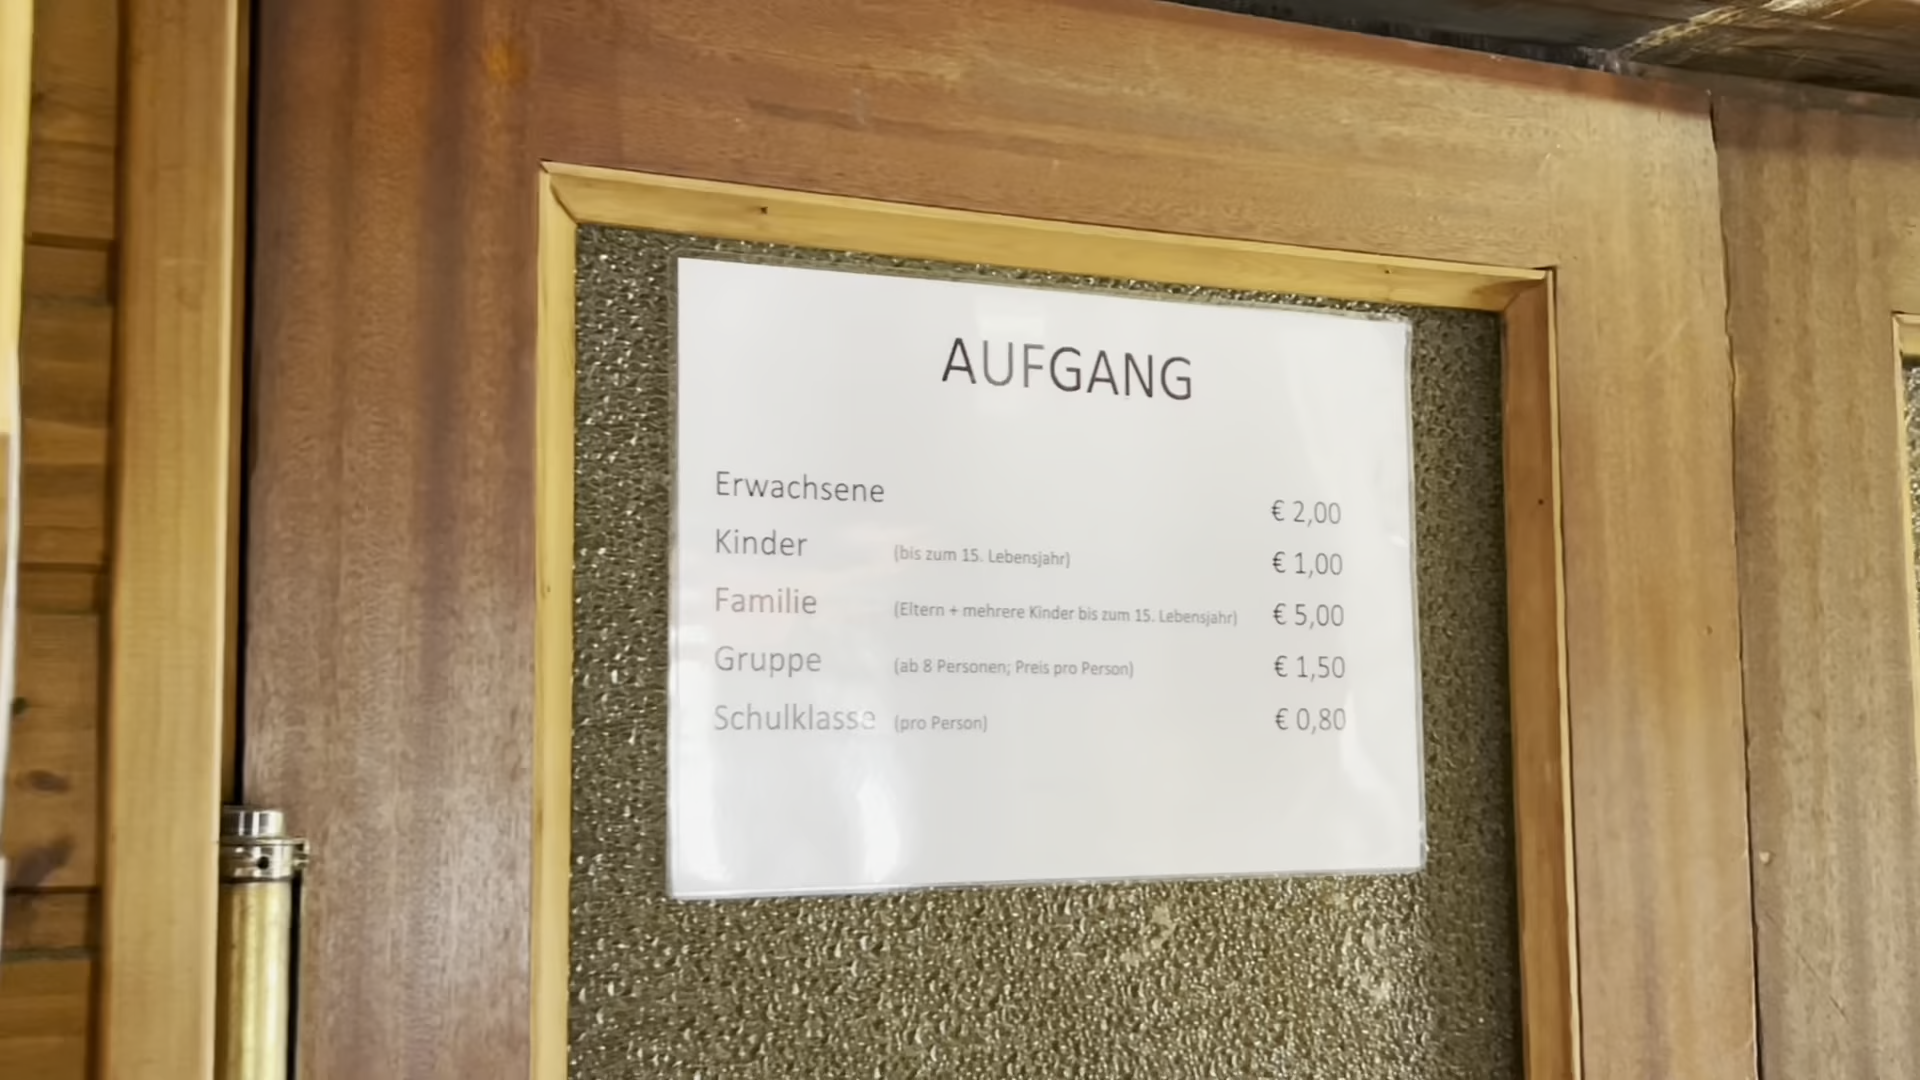 AUFGANG
Erwachsene € 2,00
Kinder (bis zum 15. Lebensjahr) € 1,00
Familie (Eltern + mehrere Kinder bis zum 15. Lebensjahr) € 5,00
Gruppe (ab 8 Personen; Preis pro Person) € 1,50
Schulklasse (pro Person) € 0,80